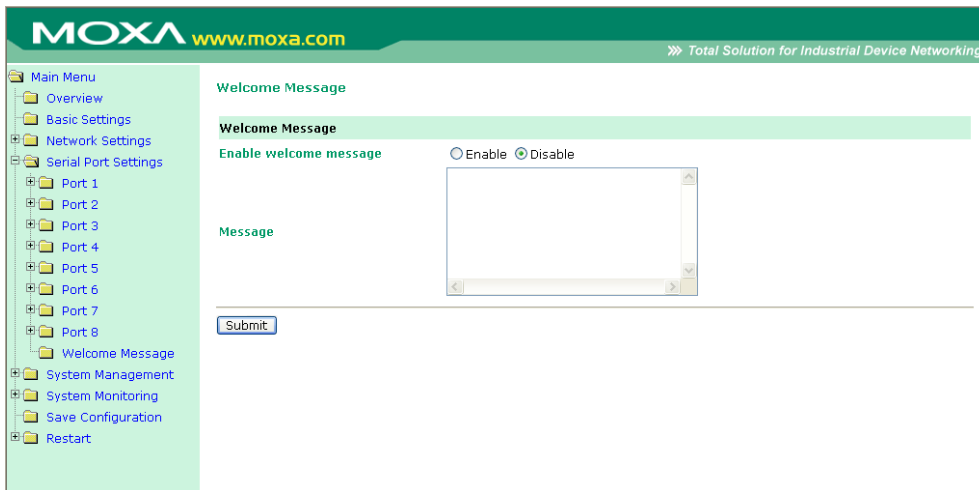 MOXA www.moxa.com
Total Solution for Industrial Device Networking
Main Menu
Overview
Basic Settings
Network Settings
Serial Port Settings
Port 1
Port 2
Port 3
Port 4
Port 5
Port 6
Port 7
Port 8
Welcome Message
System Management
System Monitoring
Save Configuration
Restart
Welcome Message
Welcome Message
Enable welcome message Enable Disable
Message
Submit